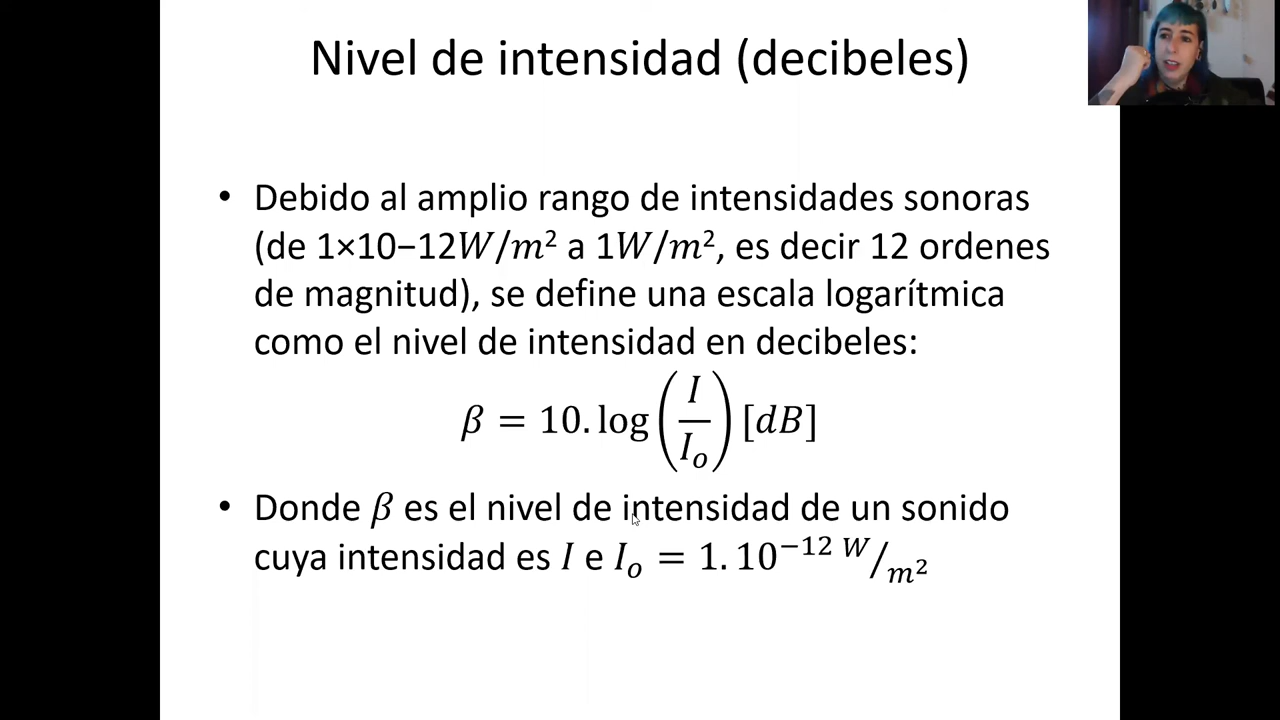 Nivel de intensidad (decibeles)
• Debido al amplio rango de intensidades sonoras
(de 1×10−12W/m² a 1W/m², es decir 12 ordenes
de magnitud), se define una escala logarítmica
como el nivel de intensidad en decibeles:
β = 10. log(I/Iₒ) [dB]
• Donde β es el nivel de intensidad de un sonido
cuya intensidad es I e Iₒ = 1. 10⁻¹² W/m²